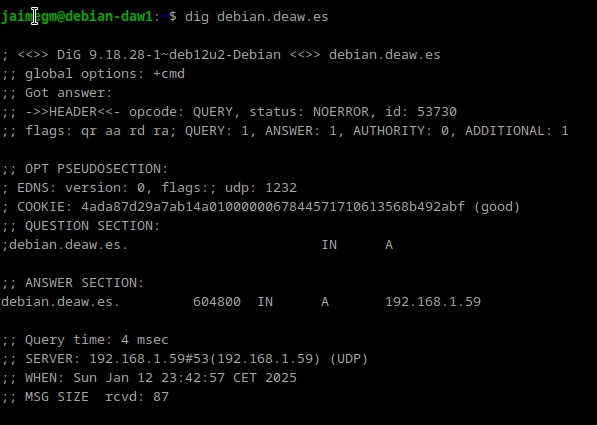 jaimegm@debian-daw1:~$ dig debian.deaw.es
; <<>> DiG 9.18.28-1~deb12u2-Debian <<>> debian.deaw.es
;; global options: +cmd
;; Got answer:
;; ->>HEADER<<- opcode: QUERY, status: NOERROR, id: 53730
;; flags: qr aa rd ra; QUERY: 1, ANSWER: 1, AUTHORITY: 0, ADDITIONAL: 1
;; OPT PSEUDOSECTION:
; EDNS: version: 0, flags:; udp: 1232
; COOKIE: 4ada87d29a7ab14a0100000067844571710613568b492abf (good)
;; QUESTION SECTION:
;debian.deaw.es. IN A
;; ANSWER SECTION:
debian.deaw.es. 604800 IN A 192.168.1.59
;; Query time: 4 msec
;; SERVER: 192.168.1.59#53(192.168.1.59) (UDP)
;; WHEN: Sun Jan 12 23:42:57 CET 2025
;; MSG SIZE rcvd: 87